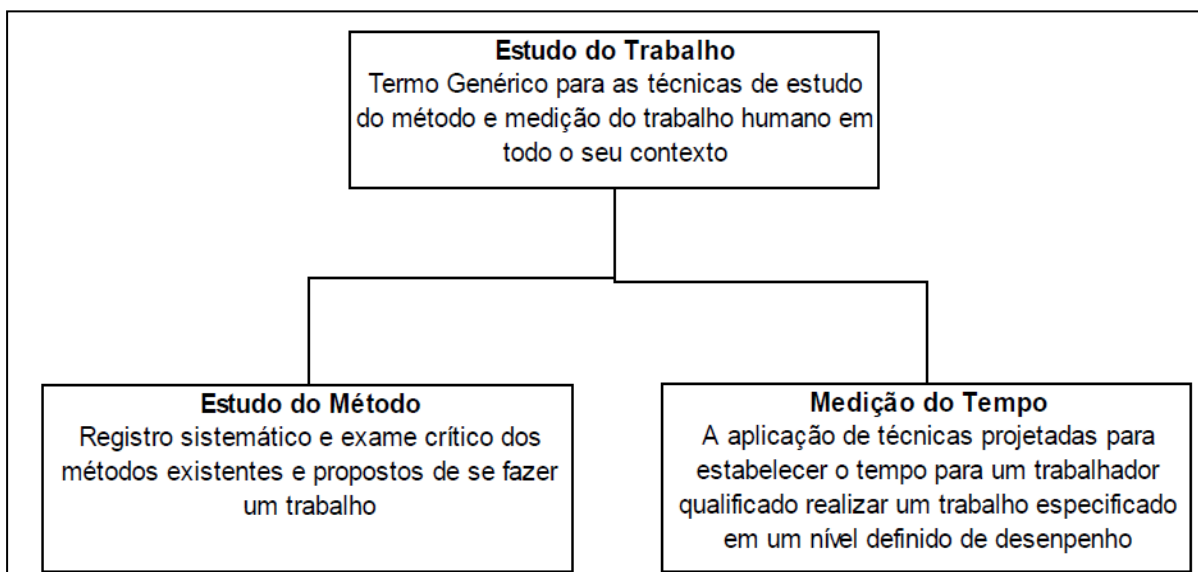 Estudo do Trabalho
Termo Genérico para as técnicas de estudo
do método e medição do trabalho humano em
todo o seu contexto
Estudo do Método
Registro sistemático e exame crítico dos
métodos existentes e propostos de se fazer
um trabalho
Medição do Tempo
A aplicação de técnicas projetadas para
estabelecer o tempo para um trabalhador
qualificado realizar um trabalho especificado
em um nível definido de desenpenho